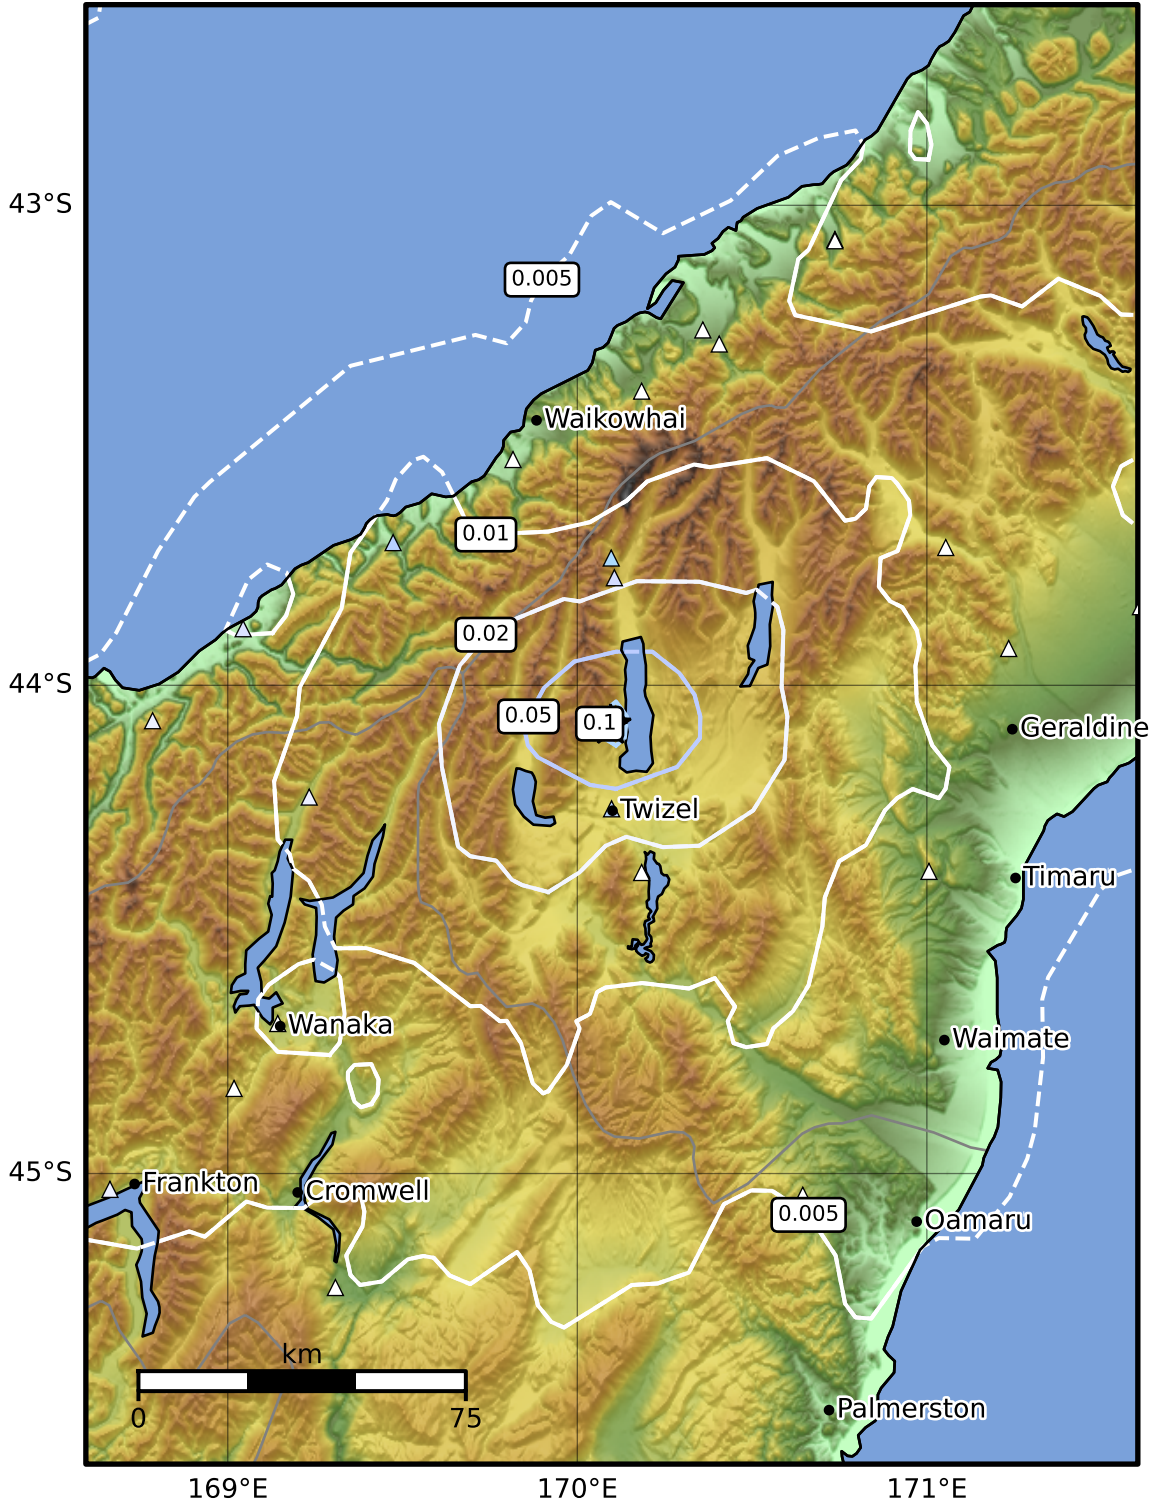 43°S
0.005
Waikowhai
0.01
0.02
44°S
0.05
0.1
Geraldine
Twizel
Timaru
Wanaka
Waimate
45°S
Frankton
Cromwell
0.005
Oamaru
km
0
75
Palmerston
169°E
170°E
171°E